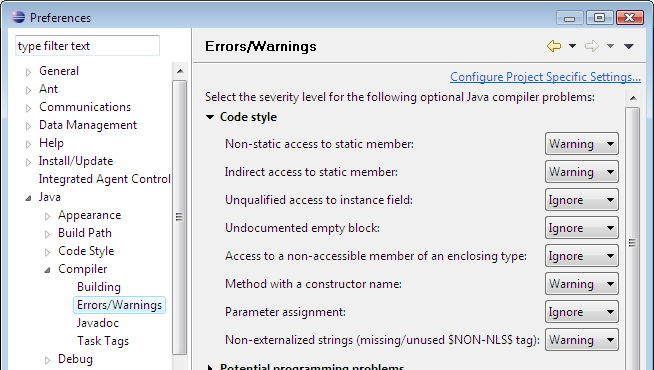 Preferences
type filter text
General
Ant
Communications
Data Management
Help
Install/Update
Integrated Agent Control
Java
Appearance
Build Path
Code Style
Compiler
Building
Errors/Warnings
Javadoc
Task Tags
Debug
Errors/Warnings
Configure Project Specific Settings...
Select the severity level for the following optional Java compiler problems:
Code style
Non-static access to static member: Warning
Indirect access to static member: Warning
Unqualified access to instance field: Ignore
Undocumented empty block: Ignore
Access to a non-accessible member of an enclosing type: Ignore
Method with a constructor name: Warning
Parameter assignment: Ignore
Non-externalized strings (missing/unused $NON-NLS$ tag): Warning
Potential programming problems